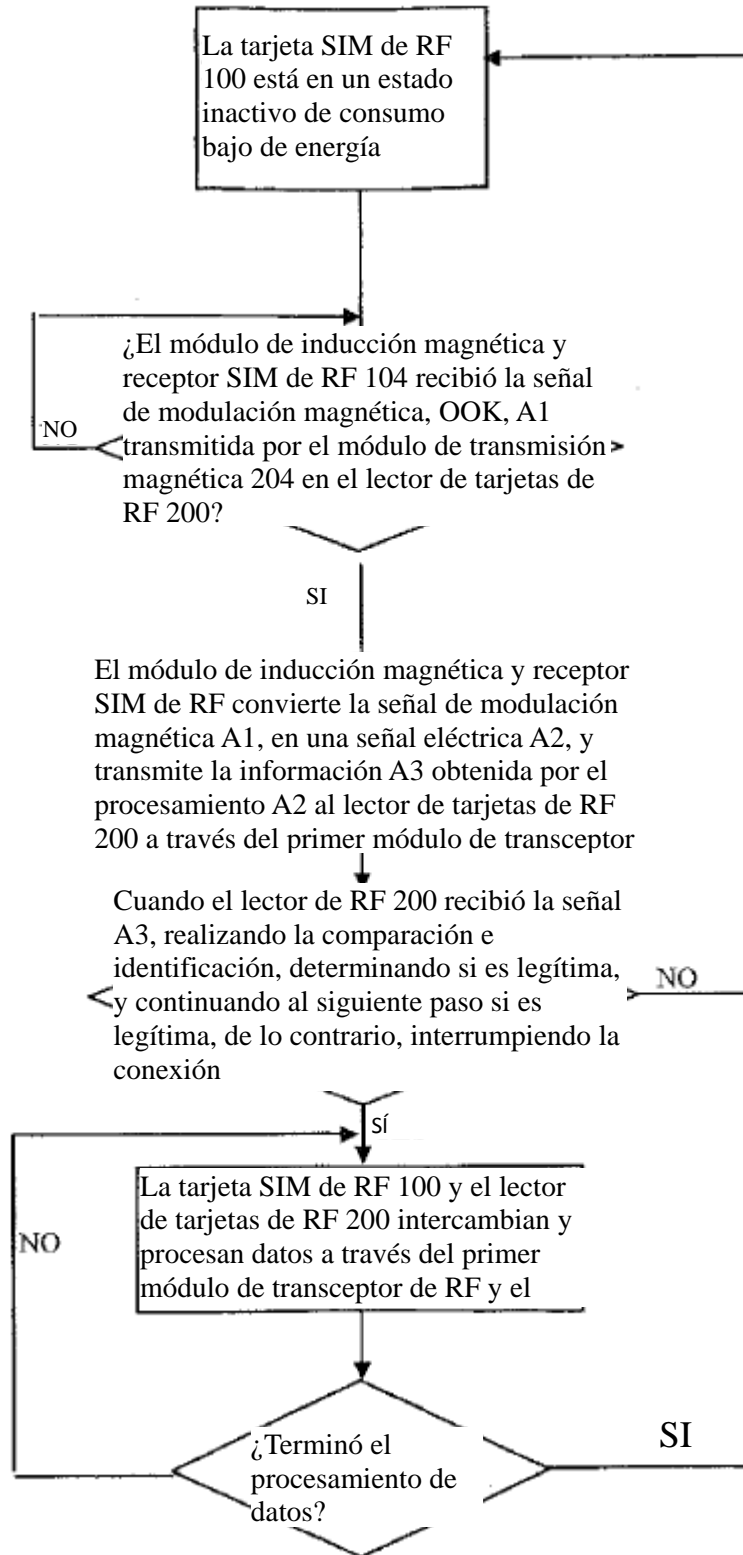 La tarjeta SIM de RF
100 está en un estado
inactivo de consumo
bajo de energía
¿El módulo de inducción magnética y
receptor SIM de RF 104 recibió la señal
de modulación magnética, OOK, A1
transmitida por el módulo de transmisión
magnética 204 en el lector de tarjetas de
RF 200?
NO
SI
El módulo de inducción magnética y receptor
SIM de RF convierte la señal de modulación
magnética A1, en una señal eléctrica A2, y
transmite la información A3 obtenida por el
procesamiento A2 al lector de tarjetas de RF
200 a través del primer módulo de transceptor
Cuando el lector de RF 200 recibió la señal
A3, realizando la comparación e
identificación, determinando si es legítima,
y continuando al siguiente paso si es
legítima, de lo contrario, interrumpiendo la
conexión
NO
SÍ
La tarjeta SIM de RF 100 y el lector
de tarjetas de RF 200 intercambian y
procesan datos a través del primer
módulo de transceptor de RF y el
NO
¿Terminó el
procesamiento de
datos?
SI